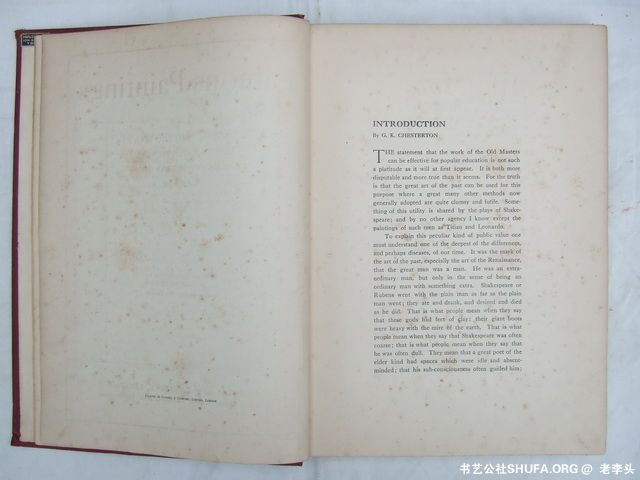 INTRODUCTION
By G. K. CHESTERTON
THE statement that the work of the Old Masters
can be effective for popular education is not such
a platitude as it will at first appear. It is both more
disputable and more true than it seems. For the truth
is that the great art of the past can be used for this
purpose where a great many other methods now
generally adopted are quite clumsy and futile. Some-
thing of this utility is shared by the plays of Shake-
speare; and by no other agency I know except the
paintings of such men as Titian and Leonardo.
To explain this peculiar kind of public value one
must understand one of the deepest of the differences,
and perhaps diseases, of our time. It was the mark of
the art of the past, especially the art of the Renaissance,
that the great man was a man. He was an extra-
ordinary man, but only in the sense of being an
ordinary man with something extra. Shakespeare or
Rubens went with the plain man as far as the plain
man went; they ate and drank, and desired and died
as he did. That is what people mean when they say
that these gods had feet of clay; their giant boots
were heavy with the mire of the earth. That is what
people mean when they say that Shakespeare was often
coarse; that is what people mean when they say that
he was often dull. They mean that a great poet of the
elder kind had spaces which were idle and absent-
minded; that his sub-consciousness often guided him;
书艺公社SHUFA.ORG @ 老李头